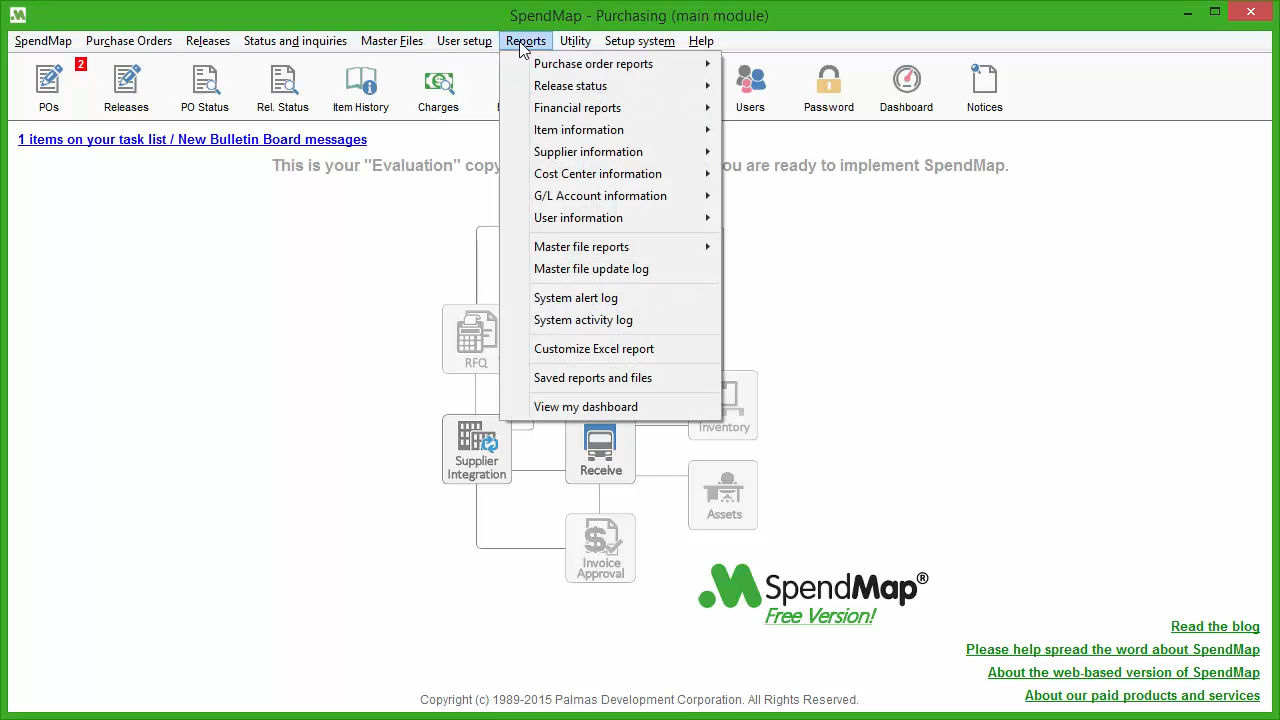 SpendMap - Purchasing (main module)
SpendMap Purchase Orders Releases Status and inquiries Master Files User setup Reports Utility Setup system Help
2
POs Releases PO Status Rel. Status Item History Charges Users Password Dashboard Notices
1 items on your task list / New Bulletin Board messages
This is your "Evaluation" copy ou are ready to implement SpendMap.
Purchase order reports
Release status
Financial reports
Item information
Supplier information
Cost Center information
G/L Account information
User information
Master file reports
Master file update log
System alert log
System activity log
Customize Excel report
Saved reports and files
View my dashboard
RFQ
Inventory
Supplier
Integration
Receive
Assets
Invoice
Approval
SpendMap®
Free Version!
Read the blog
Please help spread the word about SpendMap
About the web-based version of SpendMap
About our paid products and services
Copyright (c) 1989-2015 Palmas Development Corporation. All Rights Reserved.